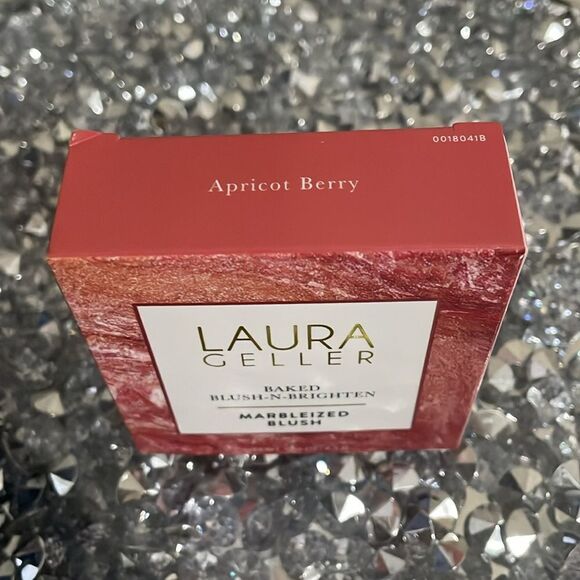 0018041B
Apricot Berry
LAURA
GELLER
BAKED
BLUSH-N-BRIGHTEN
MARBLEIZED
BLUSH